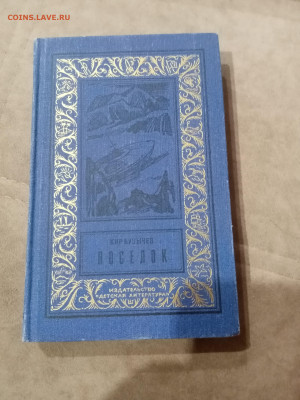 COINS.LAVE.RU
КИР БУЛЫЧЕВ
ПОСЕЛОК
ИЗДАТЕЛЬСТВО
«ДЕТСКАЯ ЛИТЕРАТУРА»